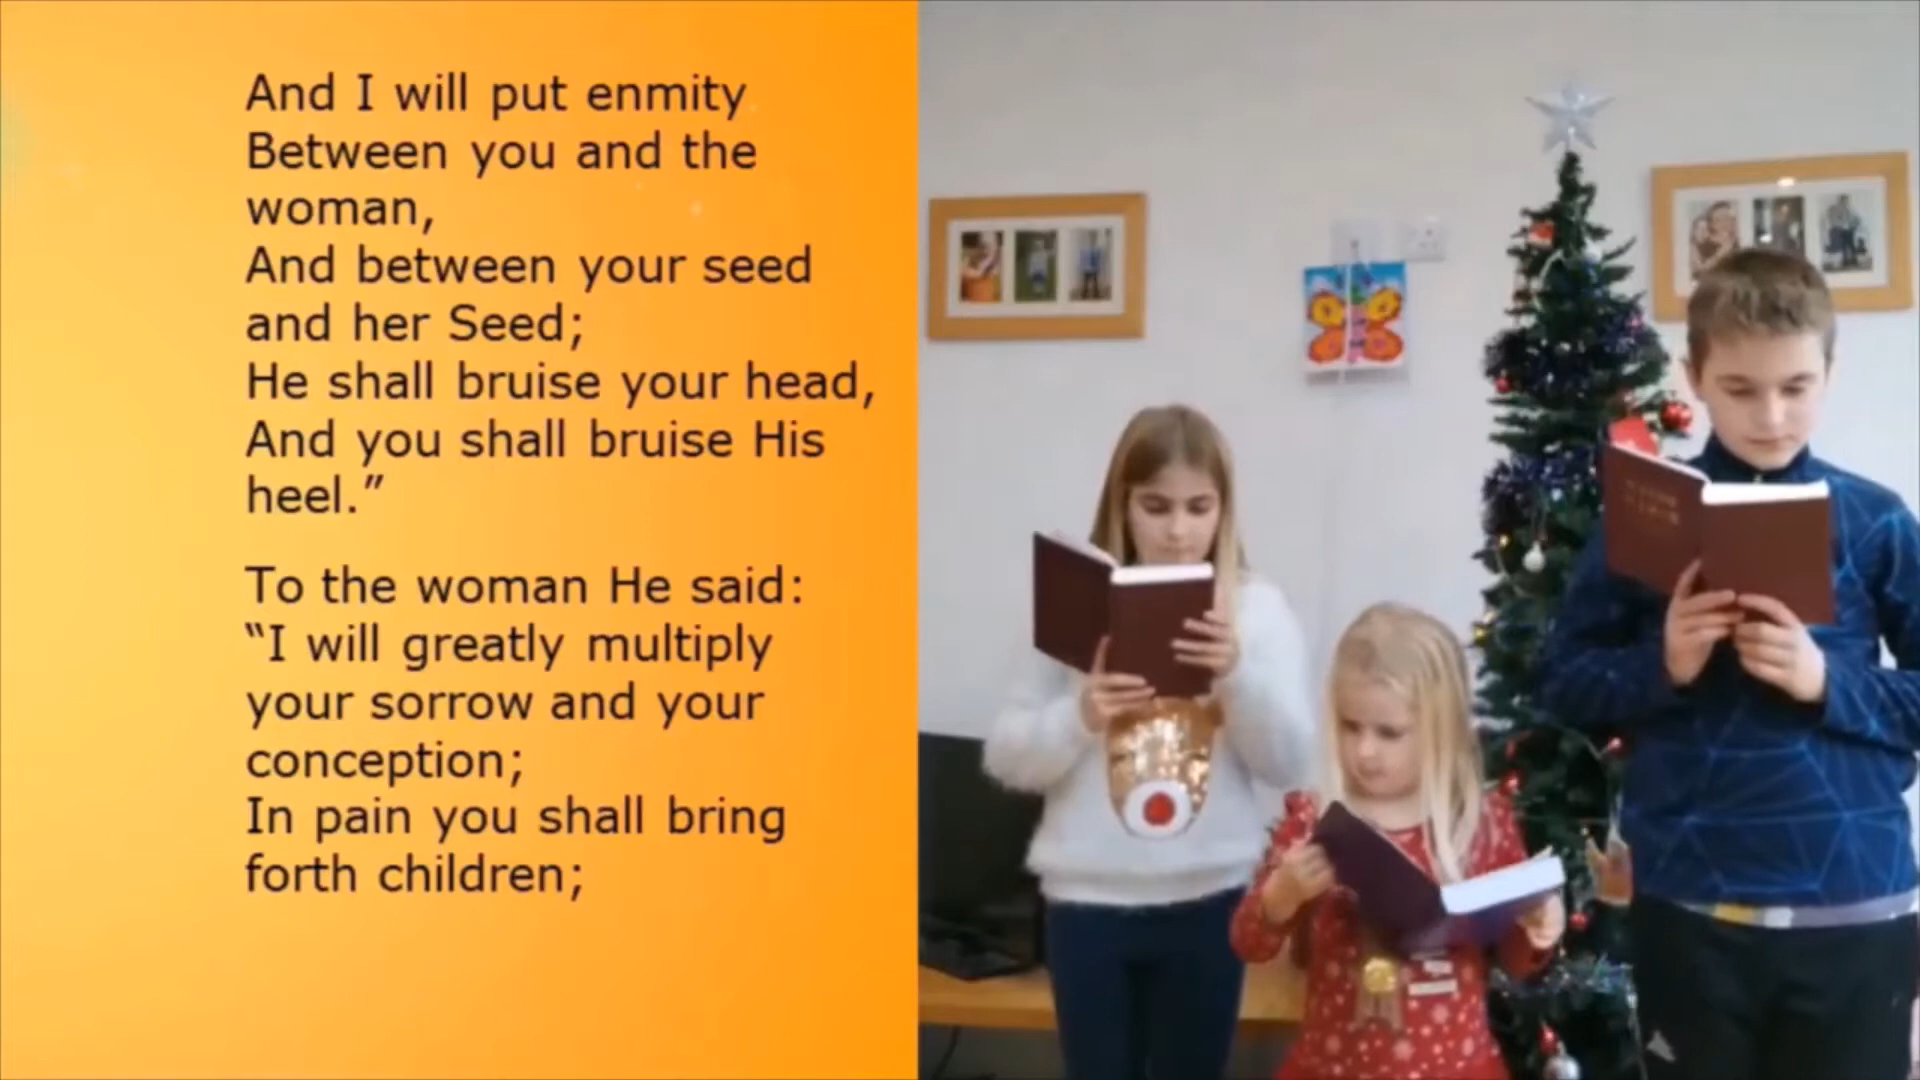 And I will put enmity
Between you and the
woman,
And between your seed
and her Seed;
He shall bruise your head,
And you shall bruise His
heel.”
To the woman He said:
“I will greatly multiply
your sorrow and your
conception;
In pain you shall bring
forth children;